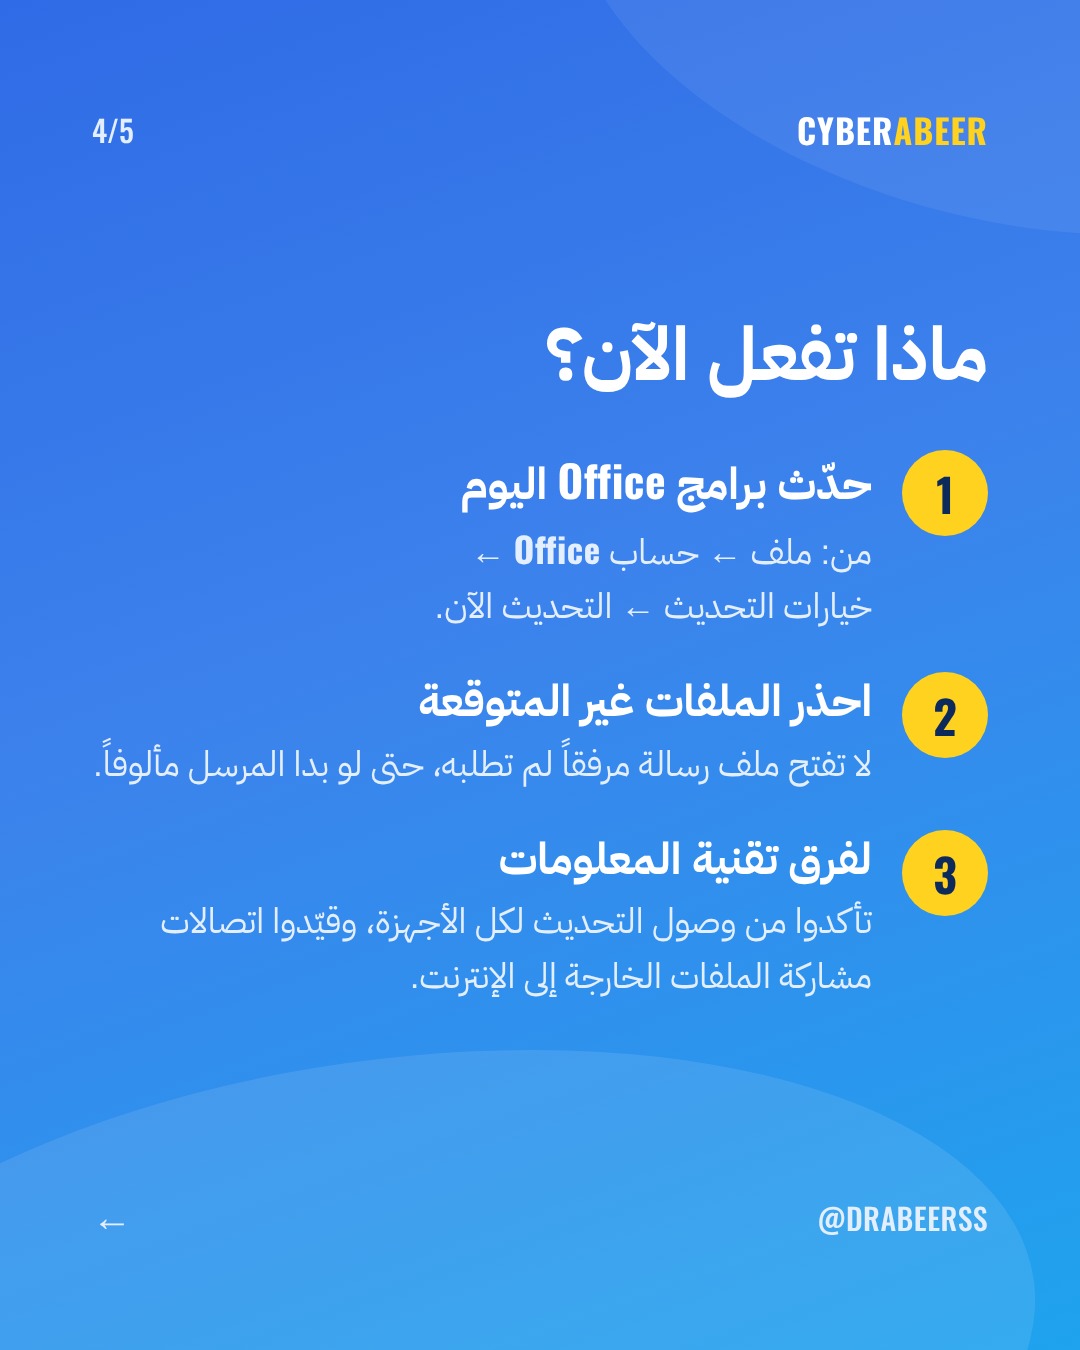 CYBERABEER
4/5
ماذا تفعل الآن؟
1
حدّث برامج Office اليوم
من: ملف ← حساب Office ←
خيارات التحديث ← التحديث الآن.
2
احذر الملفات غير المتوقعة
لا تفتح ملف رسالة مرفقاً لم تطلبه، حتى لو بدا المرسل مألوفاً.
3
لفرق تقنية المعلومات
تأكدوا من وصول التحديث لكل الأجهزة، وقيّدوا اتصالات
مشاركة الملفات الخارجة إلى الإنترنت.
@DRABEERSS
←